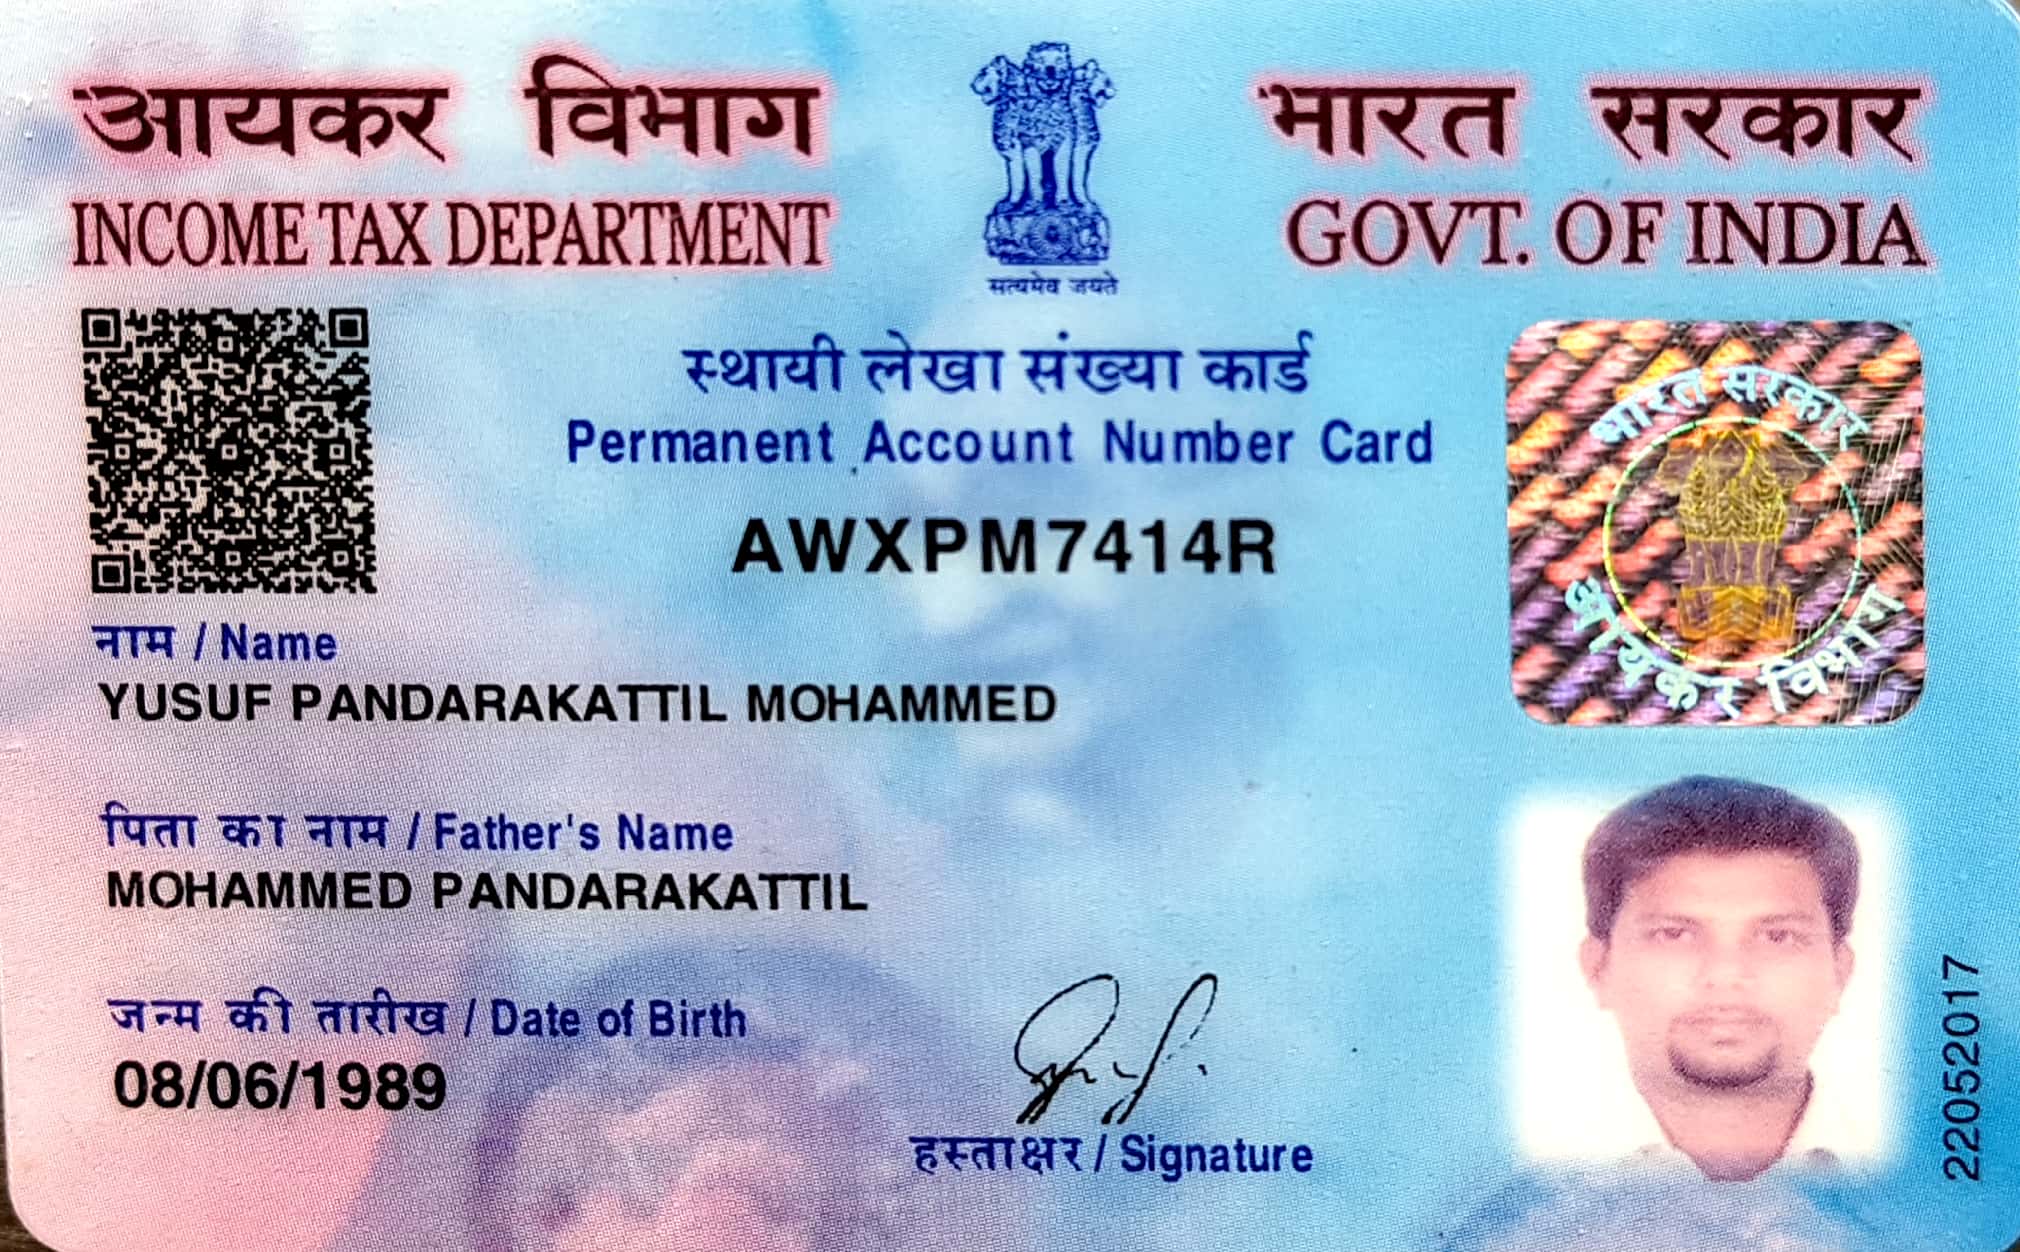 आयकर विभाग
INCOME TAX DEPARTMENT
सत्यमेव जयते
भारत सरकार
GOVT. OF INDIA
स्थायी लेखा संख्या कार्ड
Permanent Account Number Card
AWXPM7414R
भारत सरकार
आयकर विभाग
नाम / Name
YUSUF PANDARAKATTIL MOHAMMED
पिता का नाम / Father's Name
MOHAMMED PANDARAKATTIL
जन्म की तारीख / Date of Birth
08/06/1989
हस्ताक्षर / Signature
22052017